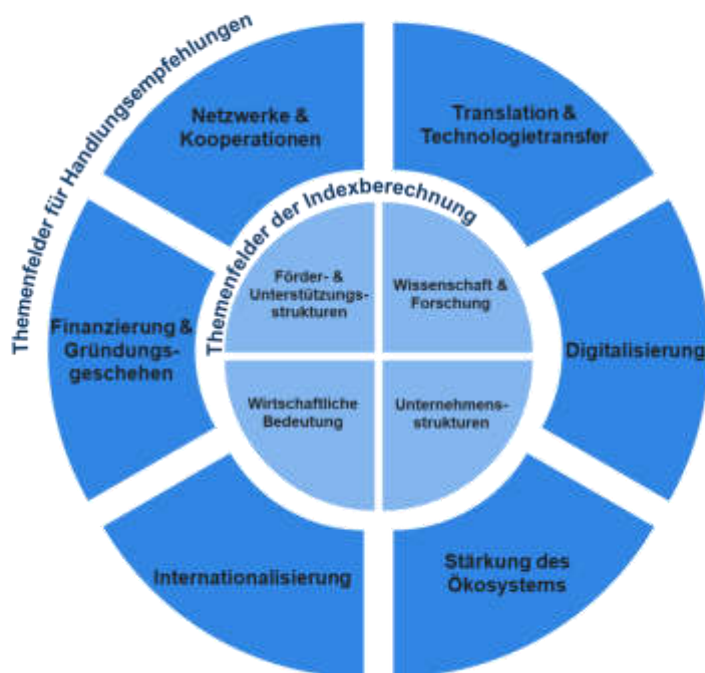 Themenfelder für Handlungsempfehlungen
Netzwerke &
Kooperationen
Translation &
Technologietransfer
Themenfelder der Indexberechnung
Förder- &
Unterstützungs-
strukturen
Wissenschaft &
Forschung
Finanzierung &
Gründungs-
geschehen
Digitalisierung
Wirtschaftliche
Bedeutung
Unternehmens-
strukturen
Internationalisierung
Stärkung des
Ökosystems